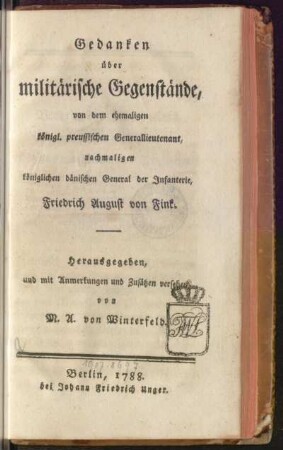 Gedanken
über
militärische Gegenstände,
von dem ehemaligen
königl. preussischen Generallieutenant,
nachmaligen
königlichen dänischen General der Infanterie,
Friedrich August von Fink.
Herausgegeben,
und mit Anmerkungen und Zusätzen versehen
von
M. A. von Winterfeld.
Berlin, 1788.
bei Johann Friedrich Unger.